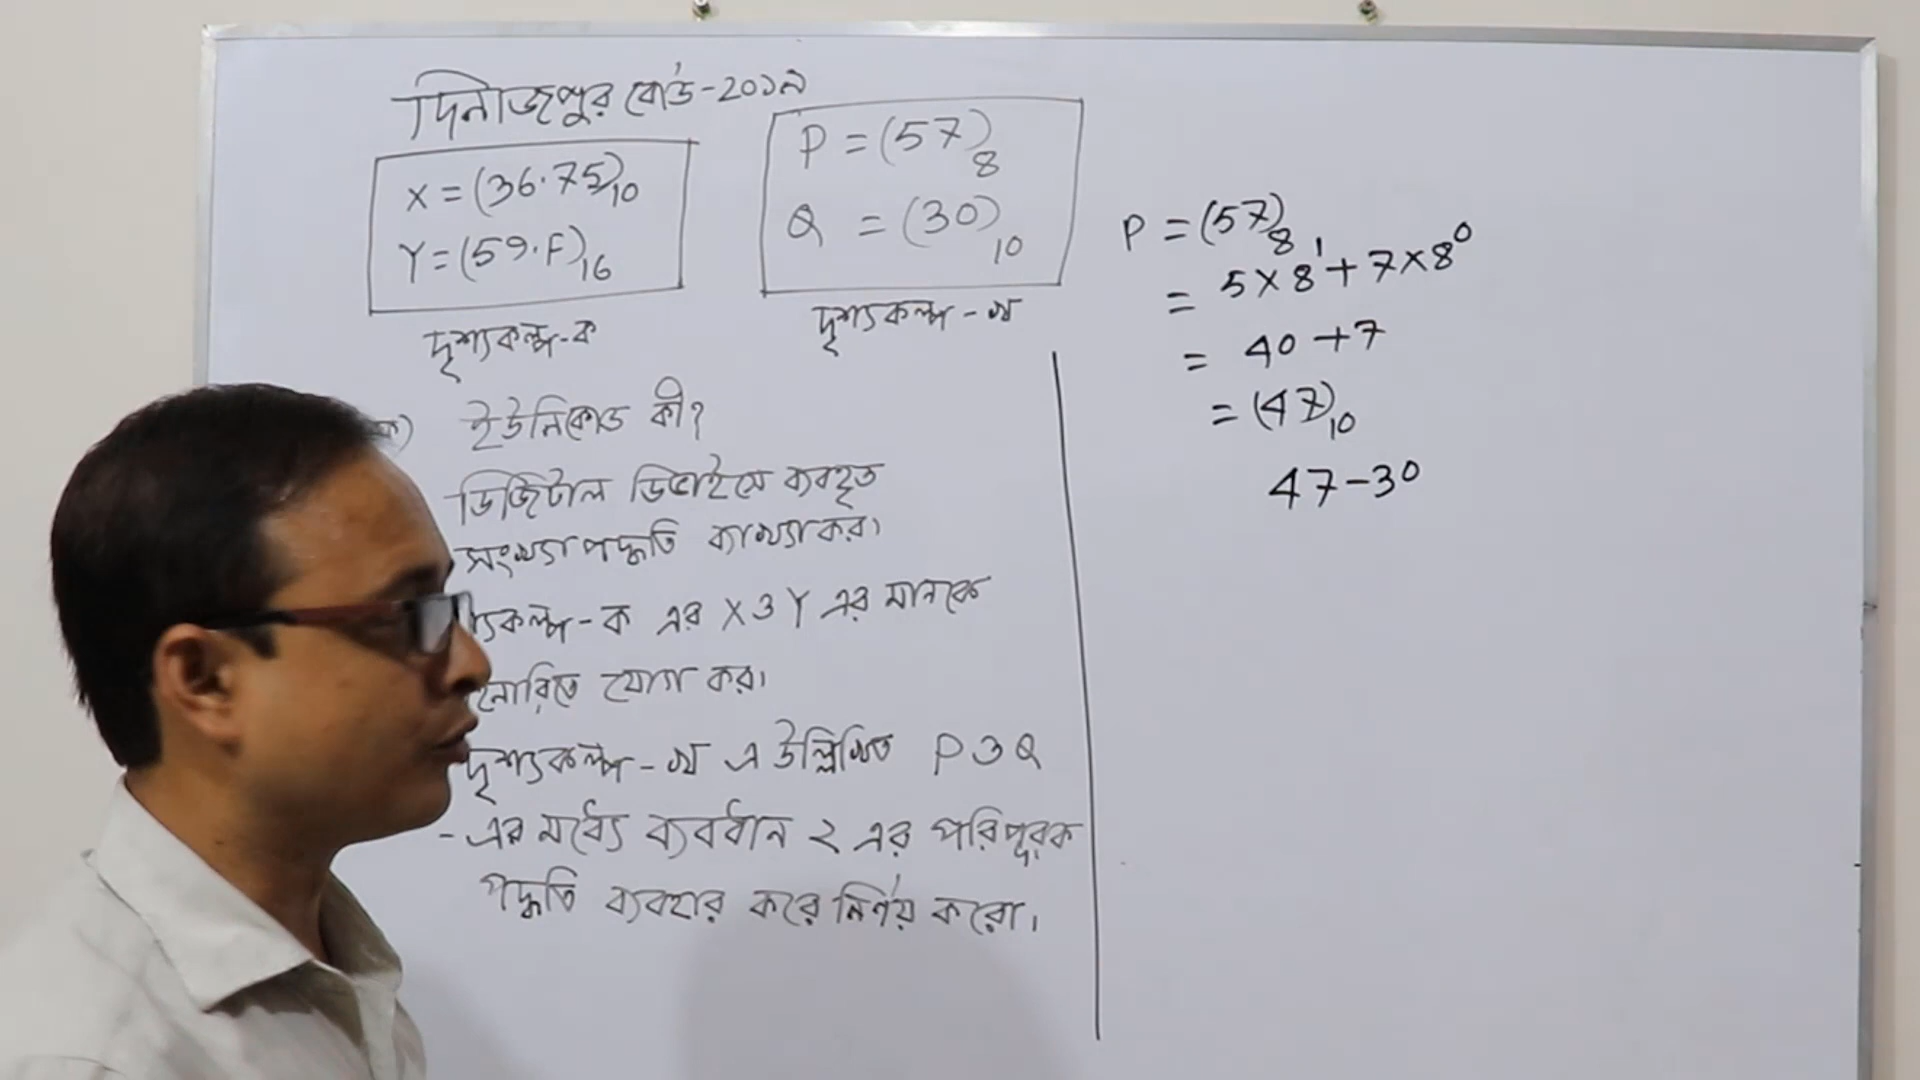 দিনাজপুর বোর্ড-২০১৯
X = (36.75)10
Y = (59.F)16
দৃশ্যকল্প-ক
P = (57)8
Q = (30)10
দৃশ্যকল্প-খ
ক) ইউনিকোড কী?
ডিজিটাল ডিভাইসে ব্যবহৃত
সংখ্যা পদ্ধতি ব্যাখ্যা কর।
এর X ও Y এর মানকে
যোগ কর।
দৃশ্যকল্প-খ এ উল্লিখিত P ও Q
-এর মধ্যে ব্যবধান ২ এর পরিপূরক
পদ্ধতি ব্যবহার করে নির্ণয় করো।
P = (57)8
= 5×8¹ + 7×8⁰
= 40 + 7
= (47)10
47 - 30